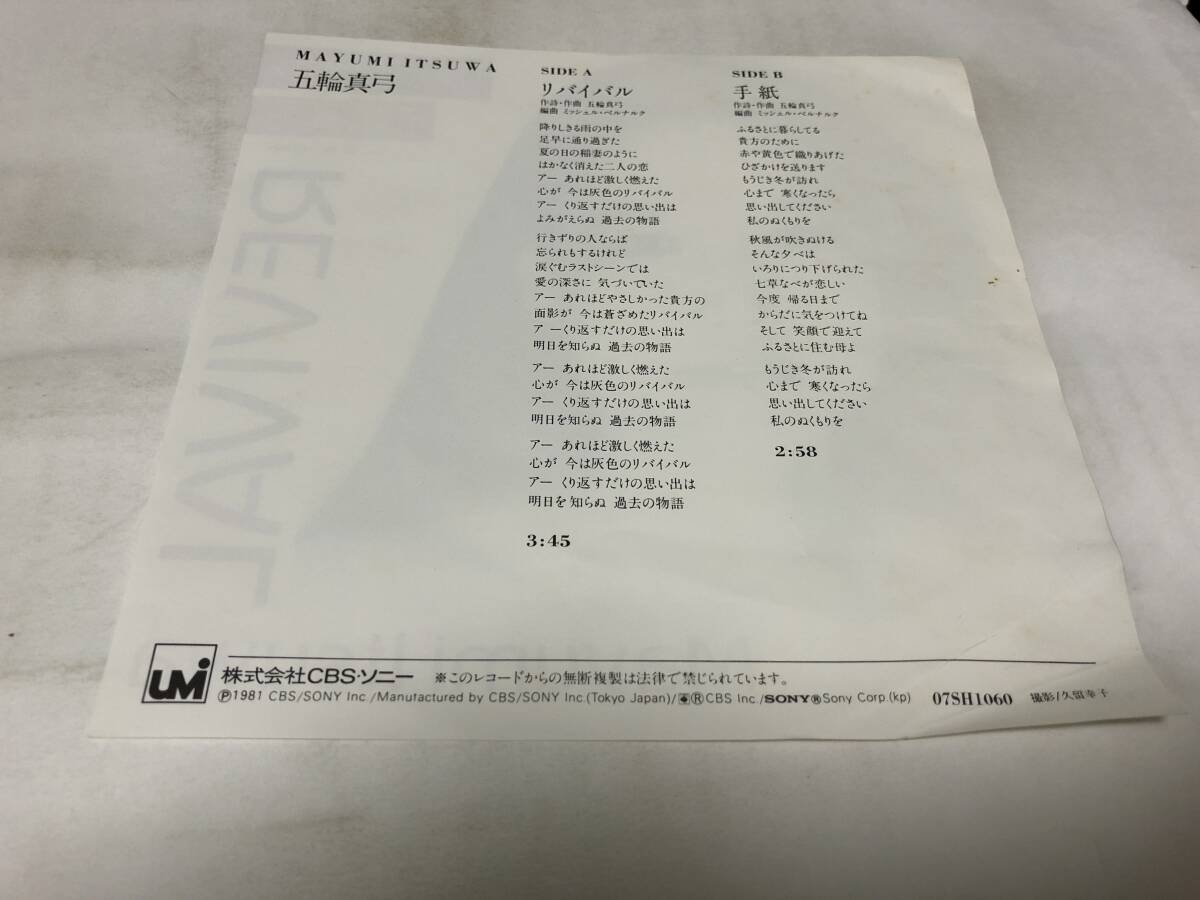 MAYUMI ITSUWA
五輪真弓
SIDE A
リバイバル
作詩・作曲 五輪真弓
編曲 ミッシェル・ベルナルク
降りしきる雨の中を
足早に通り過ぎた
夏の日の稲妻のように
はかなく消えた二人の恋
アー あれほど激しく燃えた
心が 今は灰色のリバイバル
アー くり返すだけの思い出は
よみがえらぬ 過去の物語
行きずりの人ならば
忘られもするけれど
涙ぐむラストシーンでは
愛の深さに 気づいていた
アー あれほどやさしかった貴方の
面影が 今は蒼ざめたリバイバル
アーくり返すだけの思い出は
明日を知らぬ 過去の物語
アー あれほど激しく燃えた
心が 今は灰色のリバイバル
アー くり返すだけの思い出は
明日を知らぬ 過去の物語
アー あれほど激しく燃えた
心が 今は灰色のリバイバル
アー くり返すだけの思い出は
明日を知らぬ 過去の物語
3:45
SIDE B
手紙
作詩・作曲 五輪真弓
編曲 ミッシェル・ベルナルク
ふるさとに暮らしてる
貴方のために
赤や黄色で織りあげた
ひざかけを送ります
もうじき冬が訪れ
心まで 寒くなったら
思い出してください
私のぬくもりを
秋風が吹きぬける
そんな夕べは
いろりにつり下げられた
七草なべが恋しい
今度 帰る日まで
からだに気をつけてね
そして 笑顔で迎えて
ふるさとに住む母よ
もうじき冬が訪れ
心まで 寒くなったら
思い出してください
私のぬくもりを
2:58
REVIVAL
UMI
株式会社CBS・ソニー ※このレコードからの無断複製は法律で禁じられています。
Ⓟ1981 CBS/SONY Inc./Manufactured by CBS/SONY Inc.(Tokyo Japan)/®CBS Inc./SONY®Sony Corp.(kp) 07SH1060 撮影/久留幸子